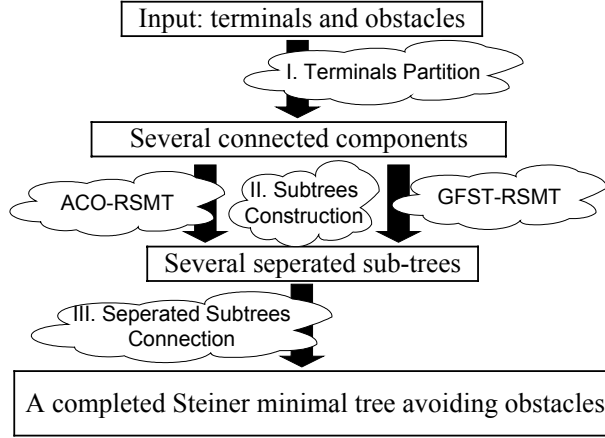 Input: terminals and obstacles
I. Terminals Partition
Several connected components
ACO-RSMT
II. Subtrees
Construction
GFST-RSMT
Several seperated sub-trees
III. Seperated Subtrees
Connection
A completed Steiner minimal tree avoiding obstacles